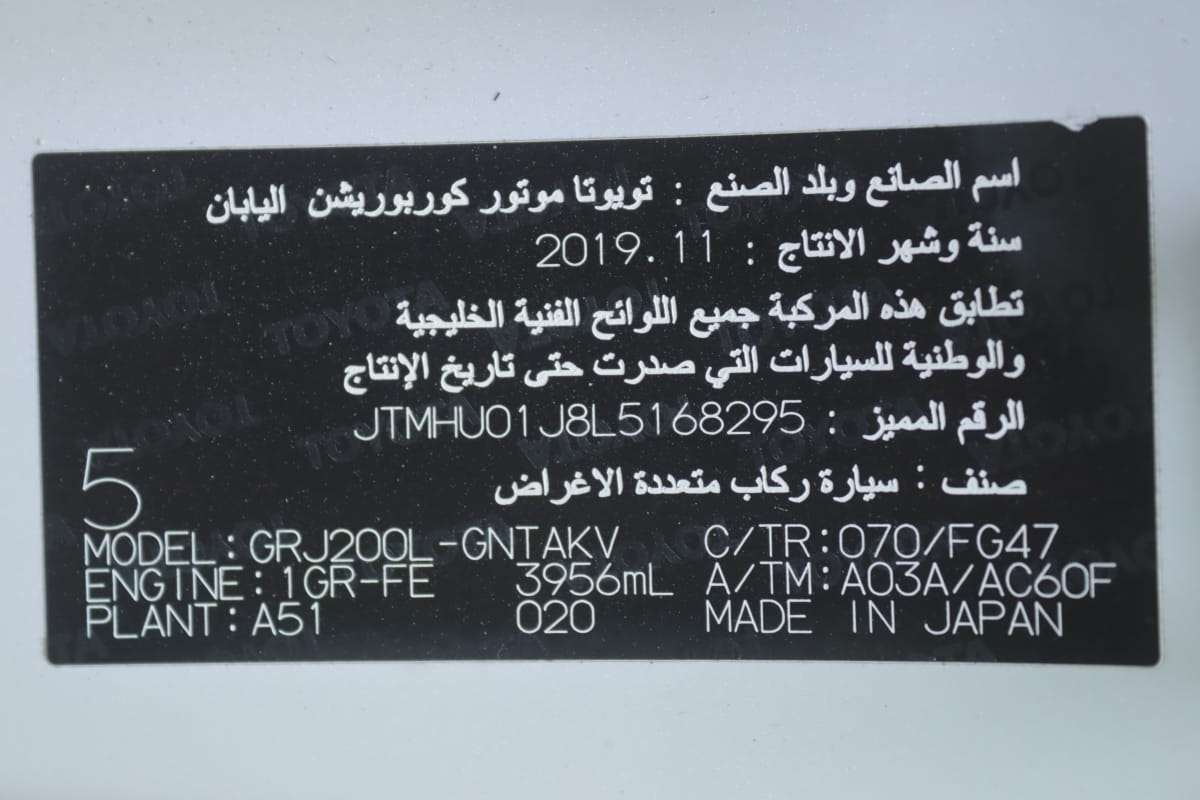 اسم الصانع وبلد الصنع : تويوتا موتور كوربوريشن اليابان
سنة وشهر الانتاج : 2019.11
تطابق هذه المركبة جميع اللوائح الفنية الخليجية
والوطنية للسيارات التي صدرت حتى تاريخ الإنتاج
الرقم المميز : JTMHU01J8L5168295
صنف : سيارة ركاب متعددة الاغراض
5
MODEL:GRJ200L-GNTAKV C/TR:070/FG47
ENGINE:1GR-FE 3956mL A/TM:A03A/AC60F
PLANT:A51 020 MADE IN JAPAN